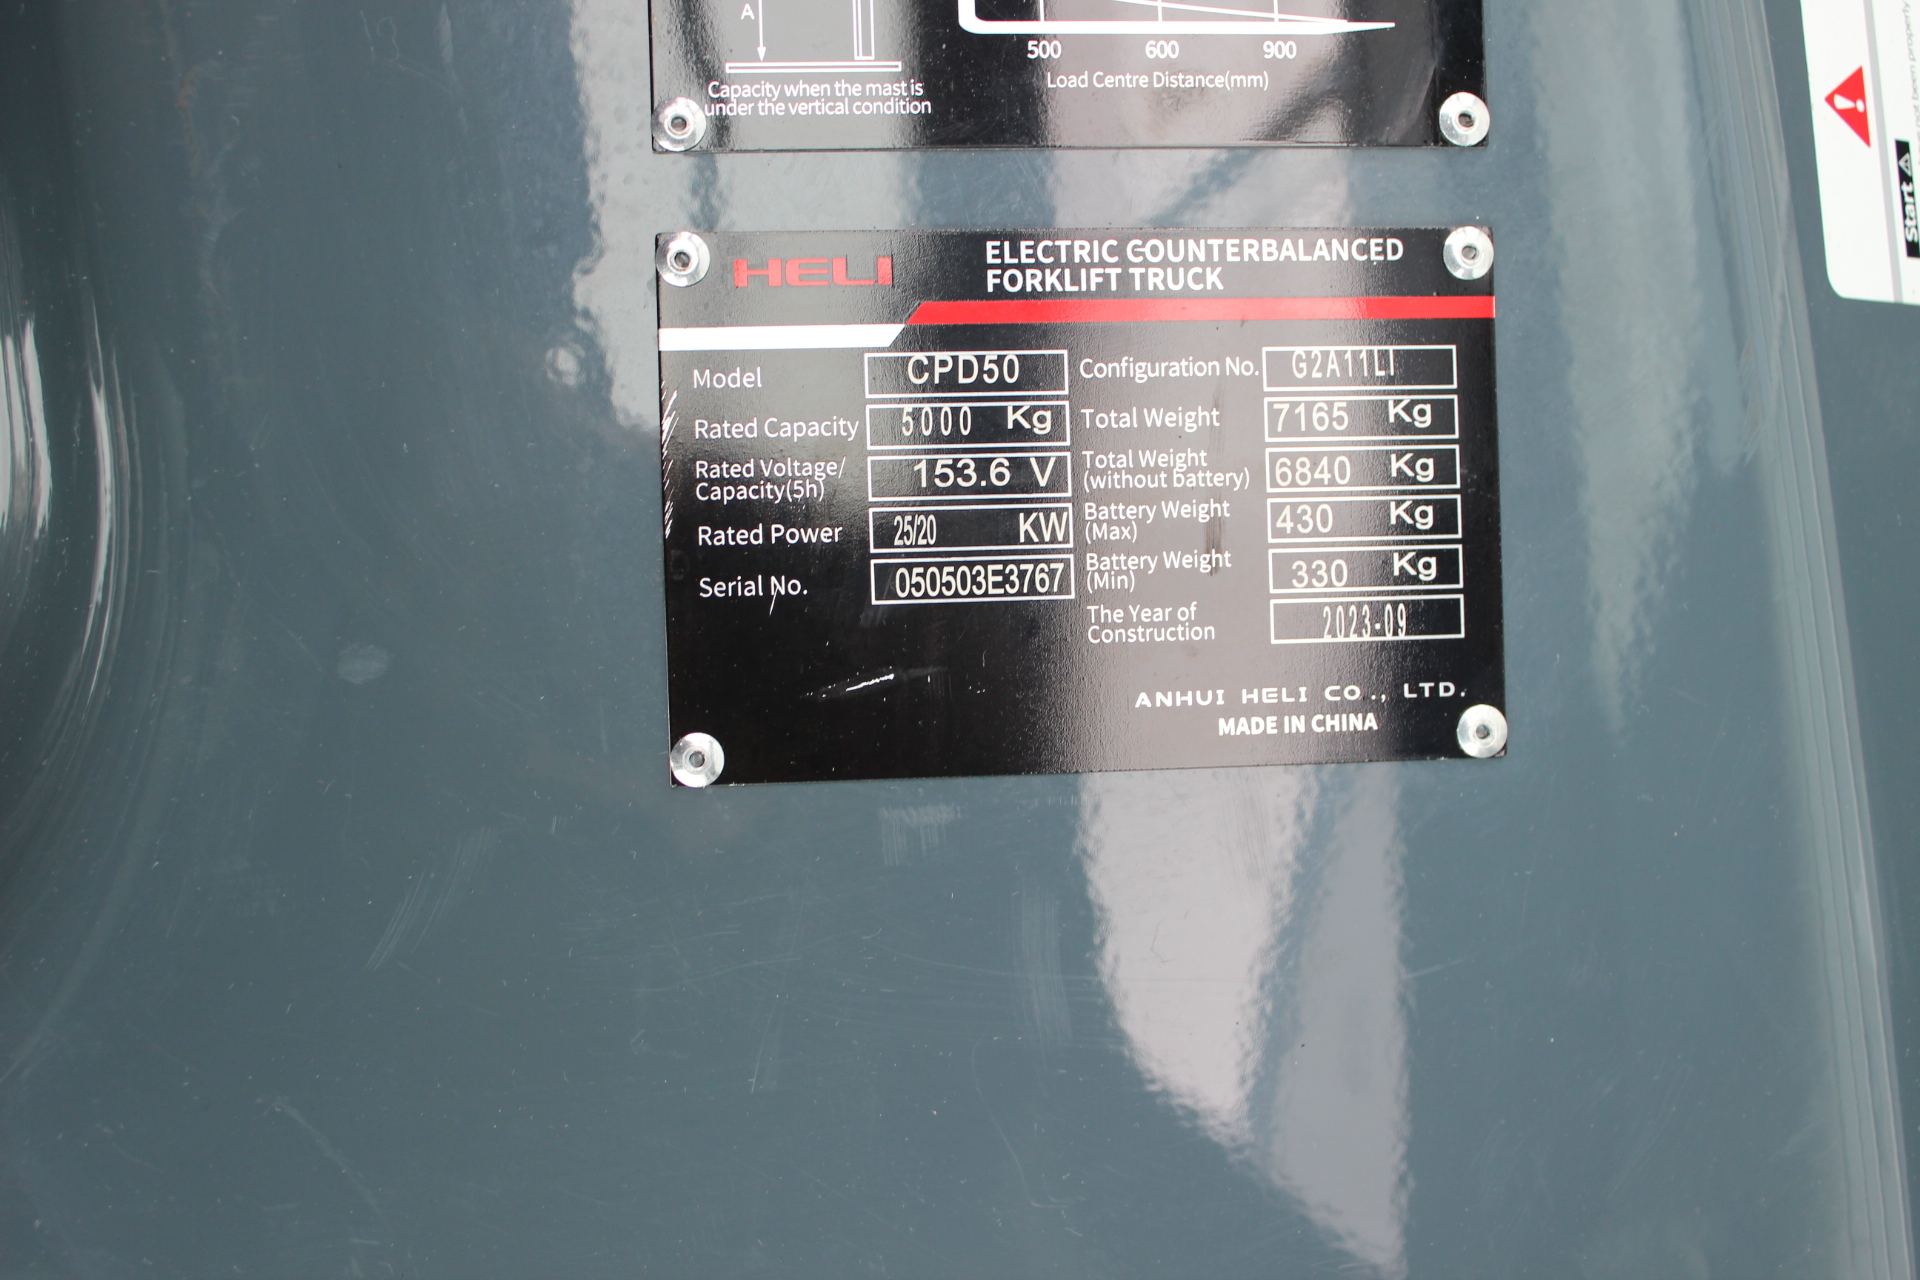 A
Capacity when the mast is
under the vertical condition
500 600 900
Load Centre Distance(mm)
Start
HELI
ELECTRIC COUNTERBALANCED
FORKLIFT TRUCK
Model CPD50
Configuration No. G2A11LI
Rated Capacity 5000 Kg
Total Weight 7165 Kg
Rated Voltage/
Capacity(5h) 153.6 V
Total Weight
(without battery) 6840 Kg
Rated Power 25/20 KW
Battery Weight
(Max) 430 Kg
Serial No. 050503E3767
Battery Weight
(Min) 330 Kg
The Year of
Construction 2023-09
ANHUI HELI CO., LTD.
MADE IN CHINA